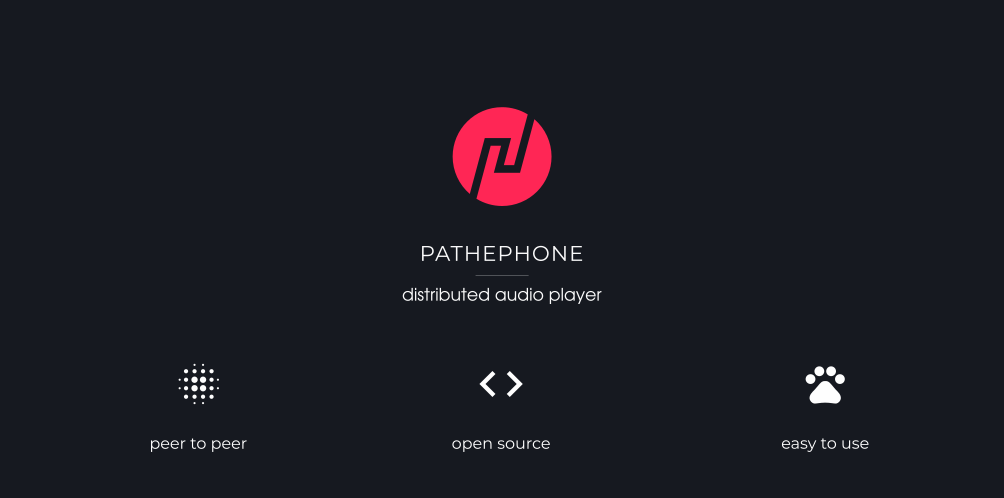 PATHEPHONE
distributed audio player
peer to peer
open source
easy to use